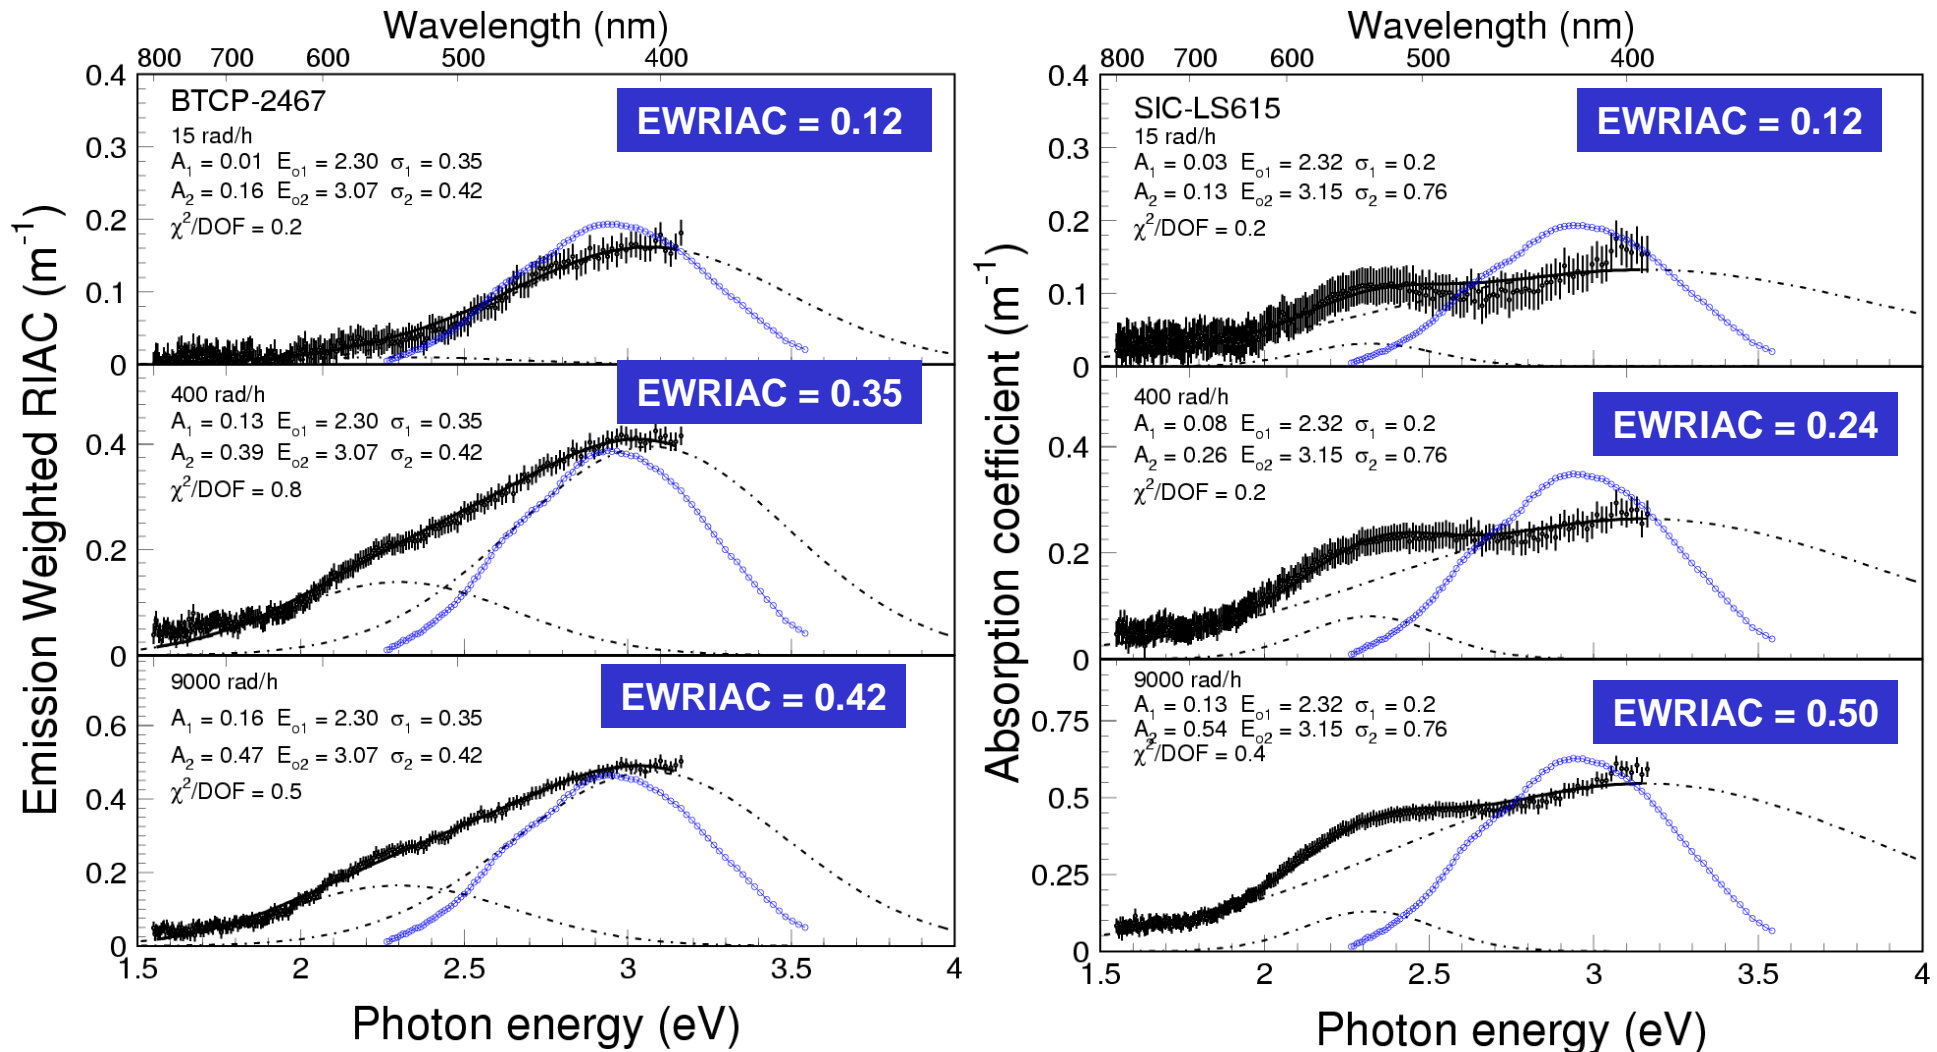 Wavelength (nm)
800 700 600 500 400
Emission Weighted RIAC (m⁻¹)
0.4
0.3
0.2
0.1
0
BTCP-2467
15 rad/h
A₁ = 0.01 Eₒ₁ = 2.30 σ₁ = 0.35
A₂ = 0.16 Eₒ₂ = 3.07 σ₂ = 0.42
χ²/DOF = 0.2
EWRIAC = 0.12
0.4
0.2
0
400 rad/h
A₁ = 0.13 Eₒ₁ = 2.30 σ₁ = 0.35
A₂ = 0.39 Eₒ₂ = 3.07 σ₂ = 0.42
χ²/DOF = 0.8
EWRIAC = 0.35
0.6
0.4
0.2
0
9000 rad/h
A₁ = 0.16 Eₒ₁ = 2.30 σ₁ = 0.35
A₂ = 0.47 Eₒ₂ = 3.07 σ₂ = 0.42
χ²/DOF = 0.5
EWRIAC = 0.42
1.5 2 2.5 3 3.5 4
Photon energy (eV)
Wavelength (nm)
800 700 600 500 400
Absorption coefficient (m⁻¹)
0.4
0.3
0.2
0.1
0
SIC-LS615
15 rad/h
A₁ = 0.03 Eₒ₁ = 2.32 σ₁ = 0.2
A₂ = 0.13 Eₒ₂ = 3.15 σ₂ = 0.76
χ²/DOF = 0.2
EWRIAC = 0.12
0.4
0.2
0
400 rad/h
A₁ = 0.08 Eₒ₁ = 2.32 σ₁ = 0.2
A₂ = 0.26 Eₒ₂ = 3.15 σ₂ = 0.76
χ²/DOF = 0.2
EWRIAC = 0.24
0.75
0.5
0.25
0
9000 rad/h
A₁ = 0.13 Eₒ₁ = 2.32 σ₁ = 0.2
A₂ = 0.54 Eₒ₂ = 3.15 σ₂ = 0.76
χ²/DOF = 0.4
EWRIAC = 0.50
1.5 2 2.5 3 3.5 4
Photon energy (eV)